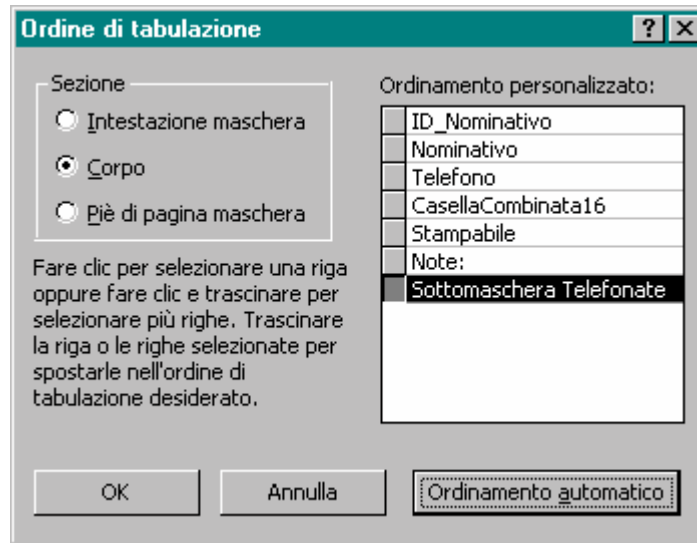 Ordine di tabulazione
Sezione
Intestazione maschera
Corpo
Piè di pagina maschera
Fare clic per selezionare una riga
oppure fare clic e trascinare per
selezionare più righe. Trascinare
la riga o le righe selezionate per
spostarle nell'ordine di
tabulazione desiderato.
Ordinamento personalizzato:
ID_Nominativo
Nominativo
Telefono
CasellaCombinata16
Stampabile
Note:
Sottomaschera Telefonate
OK
Annulla
Ordinamento automatico